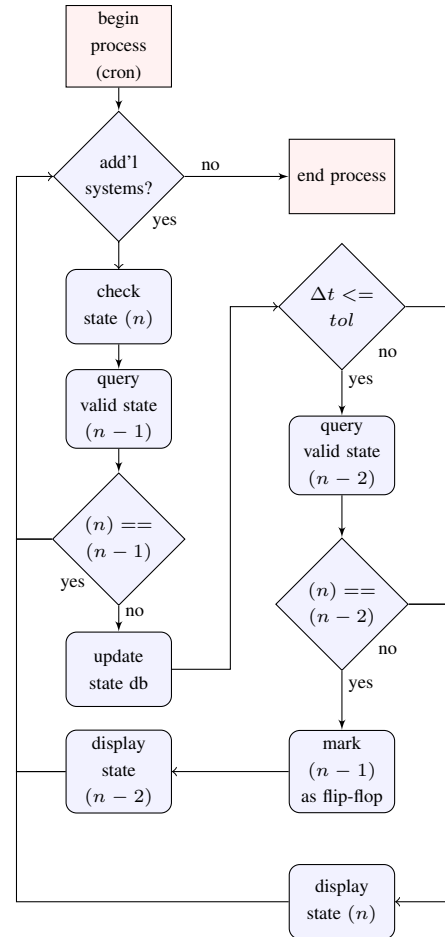 begin
process
(cron)
add'l
systems?
no
end process
yes
check
state (n)
Δt <=
tol
no
yes
query
valid state
(n − 1)
query
valid state
(n − 2)
(n) ==
(n − 1)
yes
no
(n) ==
(n − 2)
no
yes
update
state db
display
state
(n − 2)
mark
(n − 1)
as flip-flop
display
state (n)